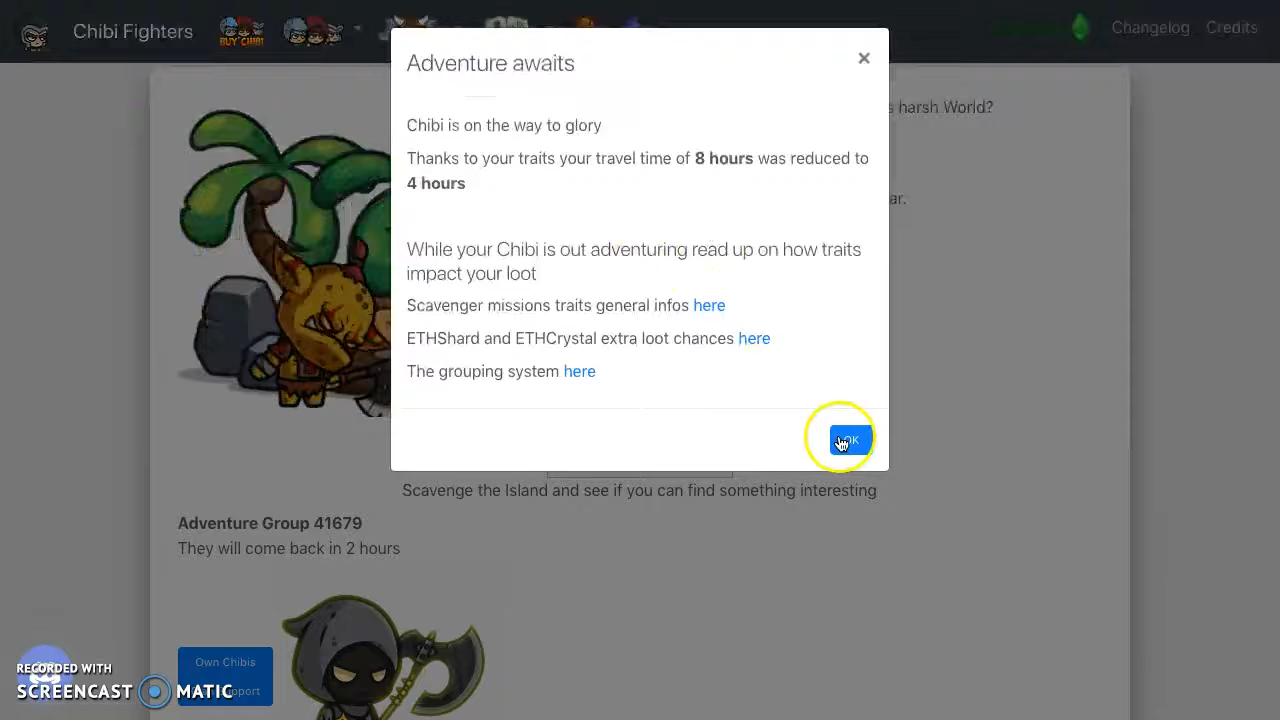 Chibi Fighters
BUY CHIBI
Changelog
Credits
Adventure awaits
×
s harsh World?
Chibi is on the way to glory
Thanks to your traits your travel time of 8 hours was reduced to
4 hours
ar.
While your Chibi is out adventuring read up on how traits
impact your loot
Scavenger missions traits general infos here
ETHShard and ETHCrystal extra loot chances here
The grouping system here
OK
Scavenge the Island and see if you can find something interesting
Adventure Group 41679
They will come back in 2 hours
Own Chibis
RECORDED WITH
SCREENCAST MATIC